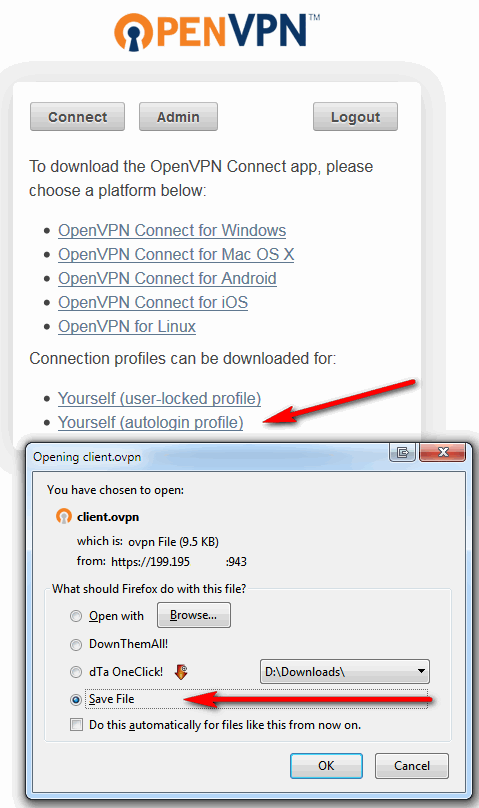 OPENVPN™
Connect Admin Logout
To download the OpenVPN Connect app, please
choose a platform below:
• OpenVPN Connect for Windows
• OpenVPN Connect for Mac OS X
• OpenVPN Connect for Android
• OpenVPN Connect for iOS
• OpenVPN for Linux
Connection profiles can be downloaded for:
• Yourself (user-locked profile)
• Yourself (autologin profile)
Opening client.ovpn
You have chosen to open:
client.ovpn
which is: ovpn File (9.5 KB)
from: https://199.195 :943
What should Firefox do with this file?
Open with Browse...
DownThemAll!
dTa OneClick! D:\Downloads\
Save File
Do this automatically for files like this from now on.
OK Cancel